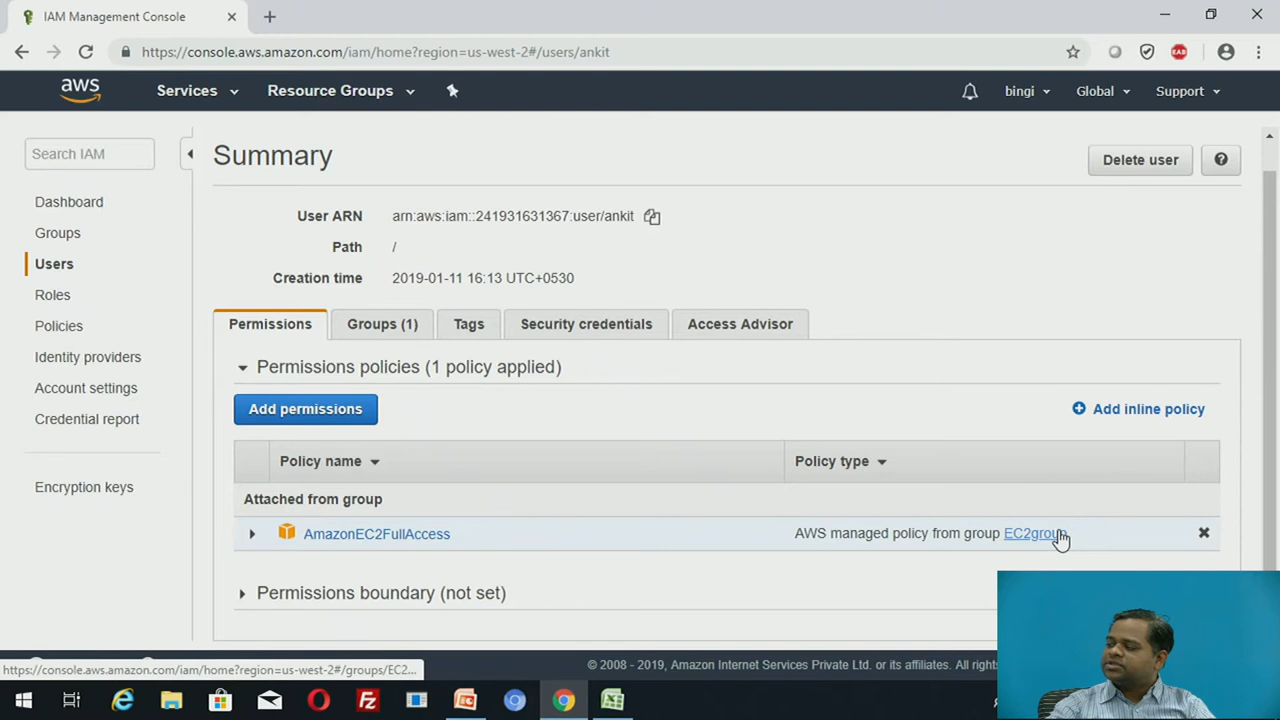 IAM Management Console
https://console.aws.amazon.com/iam/home?region=us-west-2#/users/ankit
EAB
aws
Services
Resource Groups
bingi
Global
Support
Search IAM
Dashboard
Groups
Users
Roles
Policies
Identity providers
Account settings
Credential report
Encryption keys
Summary
Delete user
?
User ARN arn:aws:iam::241931631367:user/ankit
Path /
Creation time 2019-01-11 16:13 UTC+0530
Permissions
Groups (1)
Tags
Security credentials
Access Advisor
Permissions policies (1 policy applied)
Add permissions
Add inline policy
Policy name
Policy type
Attached from group
AmazonEC2FullAccess
AWS managed policy from group EC2group
Permissions boundary (not set)
https://console.aws.amazon.com/iam/home?region=us-west-2#/groups/EC2...
© 2008 - 2019, Amazon Internet Services Private Ltd. or its affiliates. All righ